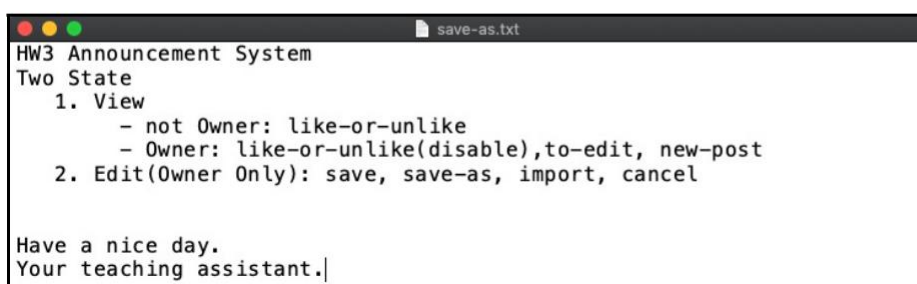 save-as.txt
HW3 Announcement System
Two State
1. View
- not Owner: like-or-unlike
- Owner: like-or-unlike(disable),to-edit, new-post
2. Edit(Owner Only): save, save-as, import, cancel
Have a nice day.
Your teaching assistant.